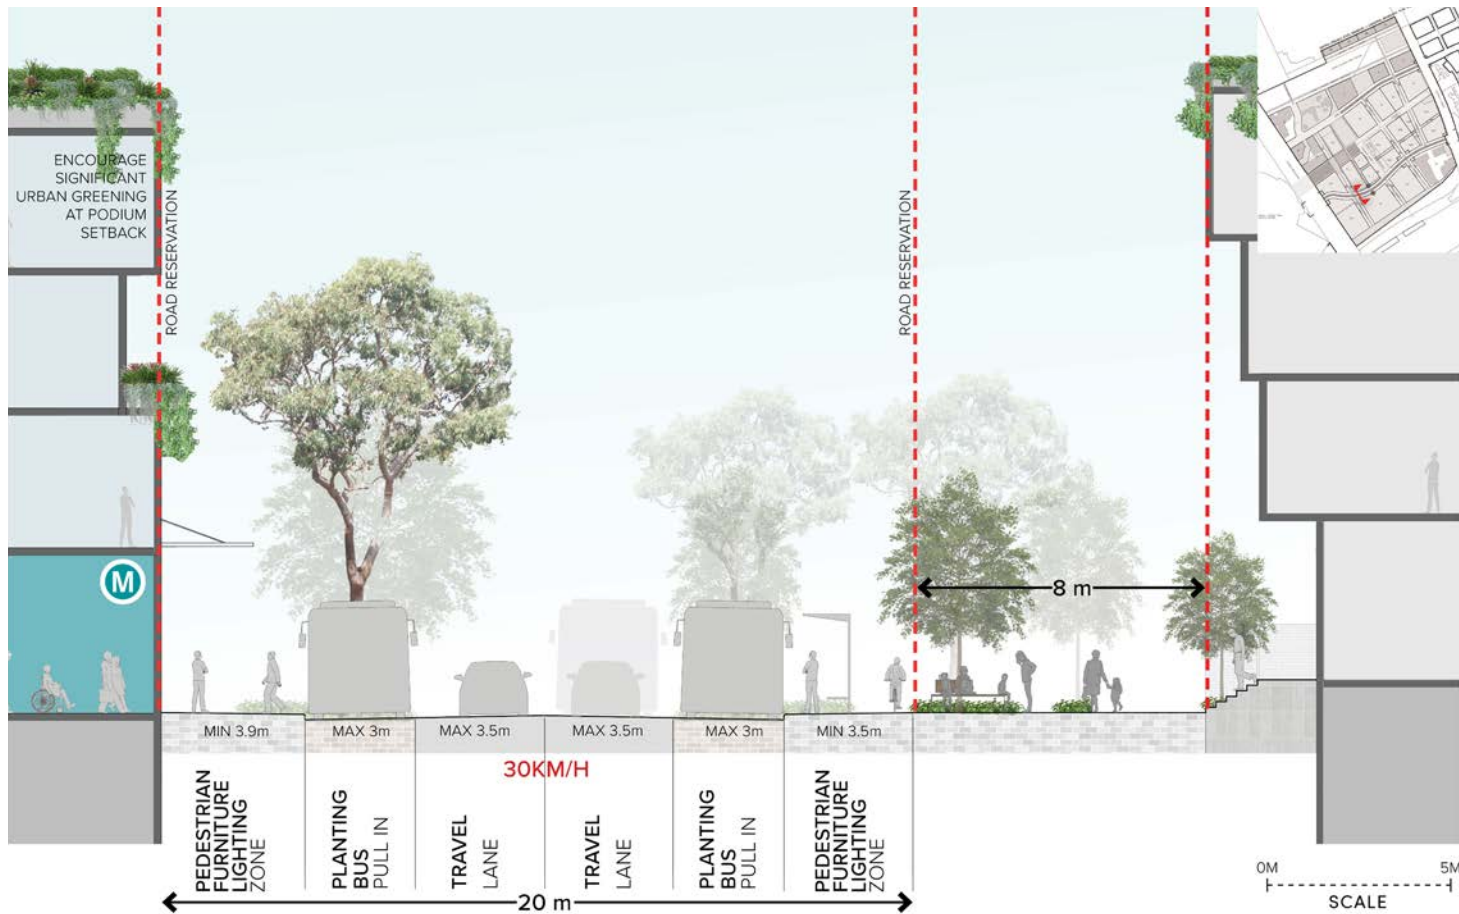 ENCOURAGE
SIGNIFICANT
URBAN GREENING
AT PODIUM
SETBACK
ROAD RESERVATION
ROAD RESERVATION
M
8 m
MIN 3.9m
MAX 3m
MAX 3.5m
MAX 3.5m
MAX 3m
MIN 3.5m
30KM/H
PEDESTRIAN
FURNITURE
LIGHTING
ZONE
PLANTING
BUS
PULL IN
TRAVEL
LANE
TRAVEL
LANE
PLANTING
BUS
PULL IN
PEDESTRIAN
FURNITURE
LIGHTING
ZONE
20 m
0M
5M
SCALE